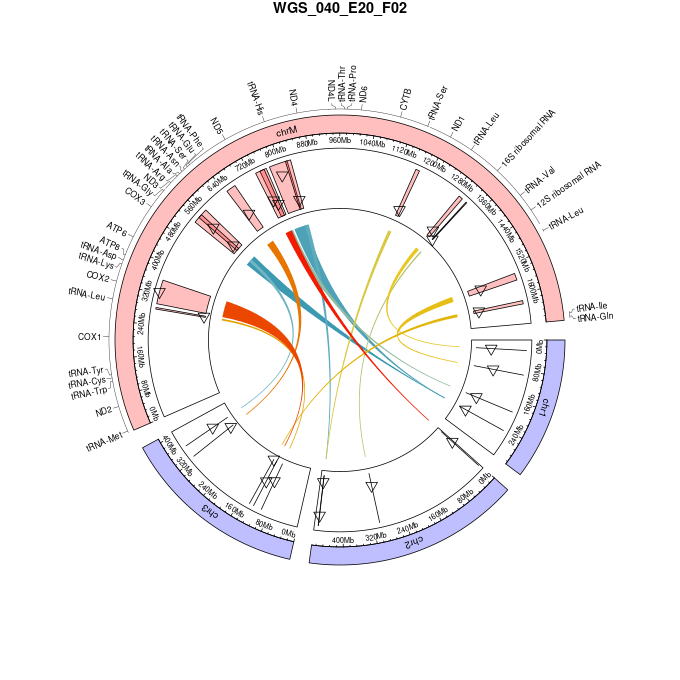 WGS_040_E20_F02
tRNA-Met
ND2
tRNA-Trp
tRNA-Cys
tRNA-Tyr
COX1
tRNA-Leu
COX2
tRNA-Lys
tRNA-Asp
ATP8
ATP6
COX3
tRNA-Gly
ND3
tRNA-Arg
tRNA-Ala
tRNA-Asn
tRNA-Ser
tRNA-Glu
tRNA-Phe
ND5
tRNA-His
ND4
ND4L
tRNA-Thr
tRNA-Pro
ND6
CYTB
tRNA-Ser
ND1
tRNA-Leu
16S ribosomal RNA
tRNA-Val
12S ribosomal RNA
tRNA-Leu
tRNA-Ile
tRNA-Gln
chrM
0Mb
80Mb
160Mb
240Mb
320Mb
400Mb
480Mb
560Mb
640Mb
720Mb
800Mb
880Mb
960Mb
1040Mb
1120Mb
1200Mb
1280Mb
1360Mb
1440Mb
1520Mb
1600Mb
chr1
0Mb
80Mb
160Mb
240Mb
chr2
0Mb
80Mb
160Mb
240Mb
320Mb
400Mb
chr3
0Mb
80Mb
160Mb
240Mb
320Mb
400Mb